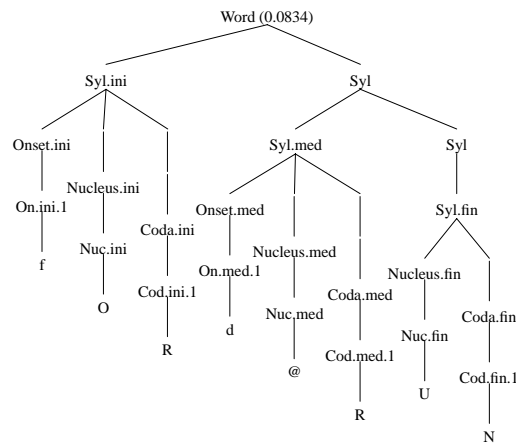 Word (0.0834)
Syl.ini Syl
Onset.ini Syl.med Syl
Nucleus.ini
On.ini.1 Onset.med Syl.fin
Coda.ini
Nuc.ini Nucleus.med
f On.med.1 Nucleus.fin
Cod.ini.1 Coda.med
O Nuc.med Coda.fin
d Nuc.fin
R Cod.med.1
@ Cod.fin.1
U
R
N